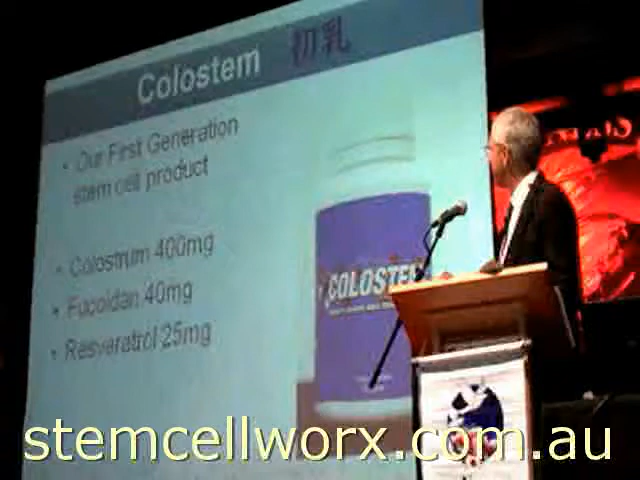 Colostem 初乳
• Our First Generation
stem cell product
• Colostrum 400mg
• Fucoidan 40mg
• Resveratrol 25mg
COLOSTEM
stemcellworx.com.au